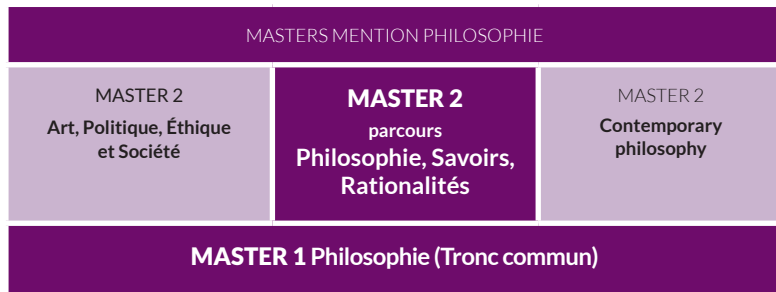 MASTERS MENTION PHILOSOPHIE
MASTER 2
Art, Politique, Éthique
et Société
MASTER 2
parcours
Philosophie, Savoirs,
Rationalités
MASTER 2
Contemporary
philosophy
MASTER 1 Philosophie (Tronc commun)